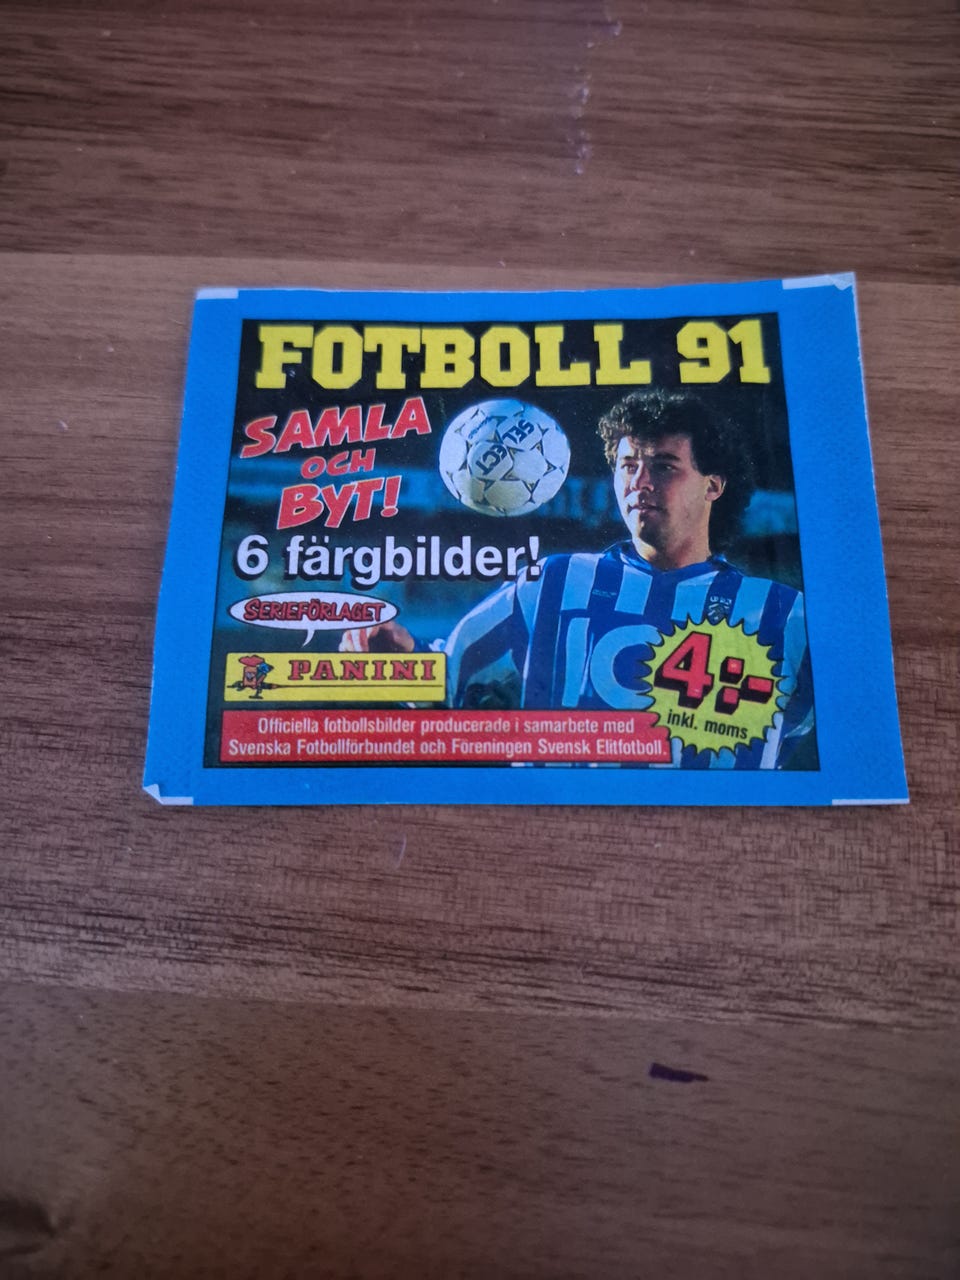 FOTBOLL 91
SAMLA
OCH
BYT!
SELECT
6 färgbilder!
SERIEFÖRLAGET
PANINI
4:-
inkl. moms
Officiella fotbollsbilder producerade i samarbete med
Svenska Fotbollförbundet och Föreningen Svensk Elitfotboll.
IC